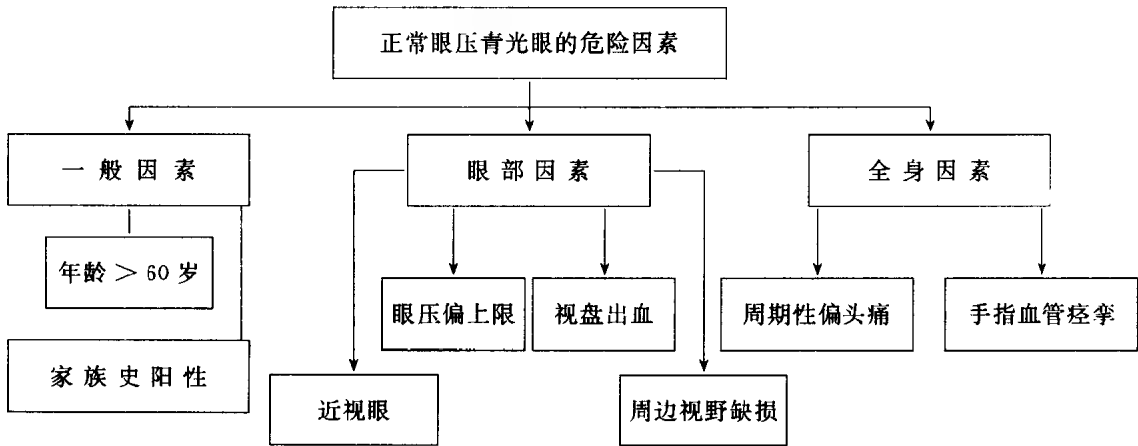 正常眼压青光眼的危险因素
一般因素
眼部因素
全身因素
年龄＞60岁
眼压偏上限
视盘出血
周期性偏头痛
手指血管痉挛
家族史阳性
近视眼
周边视野缺损